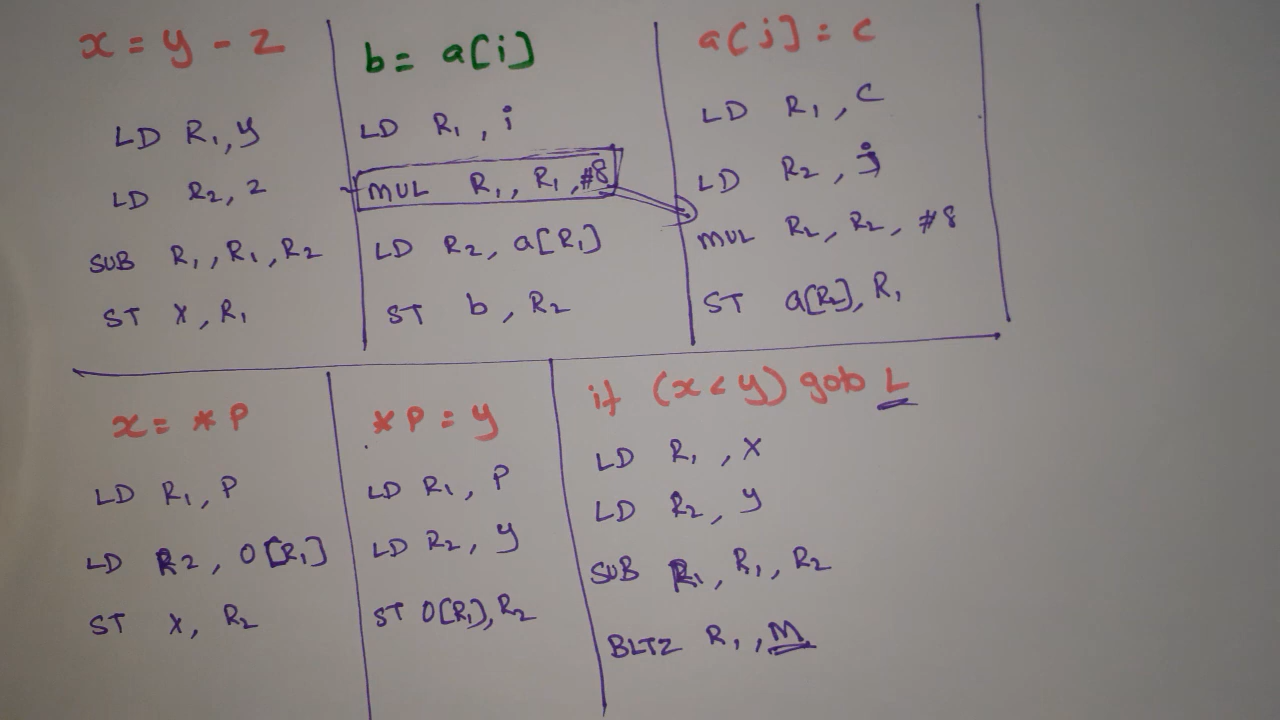 x = y - z
LD R1, y
LD R2, z
SUB R1, R1, R2
ST X, R1
b = a[i]
LD R1, i
MUL R1, R1, #8
LD R2, a[R1]
ST b, R2
a[j] = c
LD R1, C
LD R2, j
MUL R2, R2, #8
ST a[R2], R1
x = *P
LD R1, P
LD R2, O[R1]
ST X, R2
*P = y
LD R1, P
LD R2, y
ST O[R1], R2
if (x < y) goto L
LD R1, X
LD R2, y
SUB R1, R1, R2
BLTZ R1, M